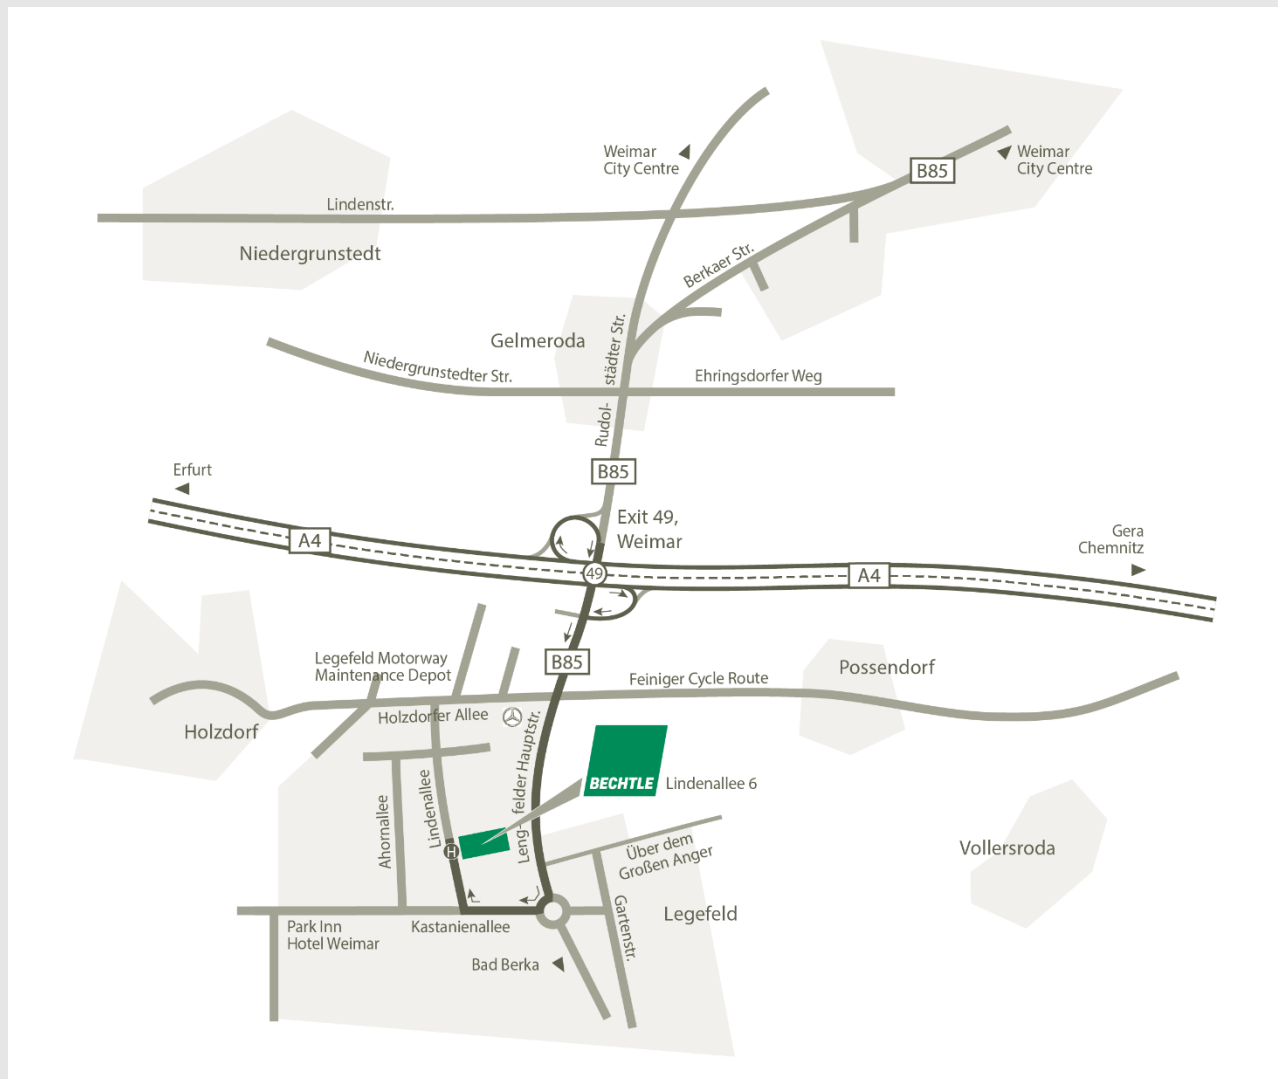 Weimar
City Centre
B85
Weimar
City Centre
Lindenstr.
Niedergrunstedt
Berkaer Str.
Gelmeroda
Rudol-
städter Str.
Niedergrunstedter Str.
Ehringsdorfer Weg
B85
Erfurt
Exit 49,
Weimar
A4
Gera
Chemnitz
49
A4
B85
Legefeld Motorway
Maintenance Depot
Feiniger Cycle Route
Possendorf
Holzdorf
Holzdorfer Allee
Leng-
felder Hauptstr.
BECHTLE
Lindenallee 6
Ahornallee
Lindenallee
H
Über dem
Großen Anger
Vollersroda
Gartenstr.
Legefeld
Park Inn
Hotel Weimar
Kastanienallee
Bad Berka